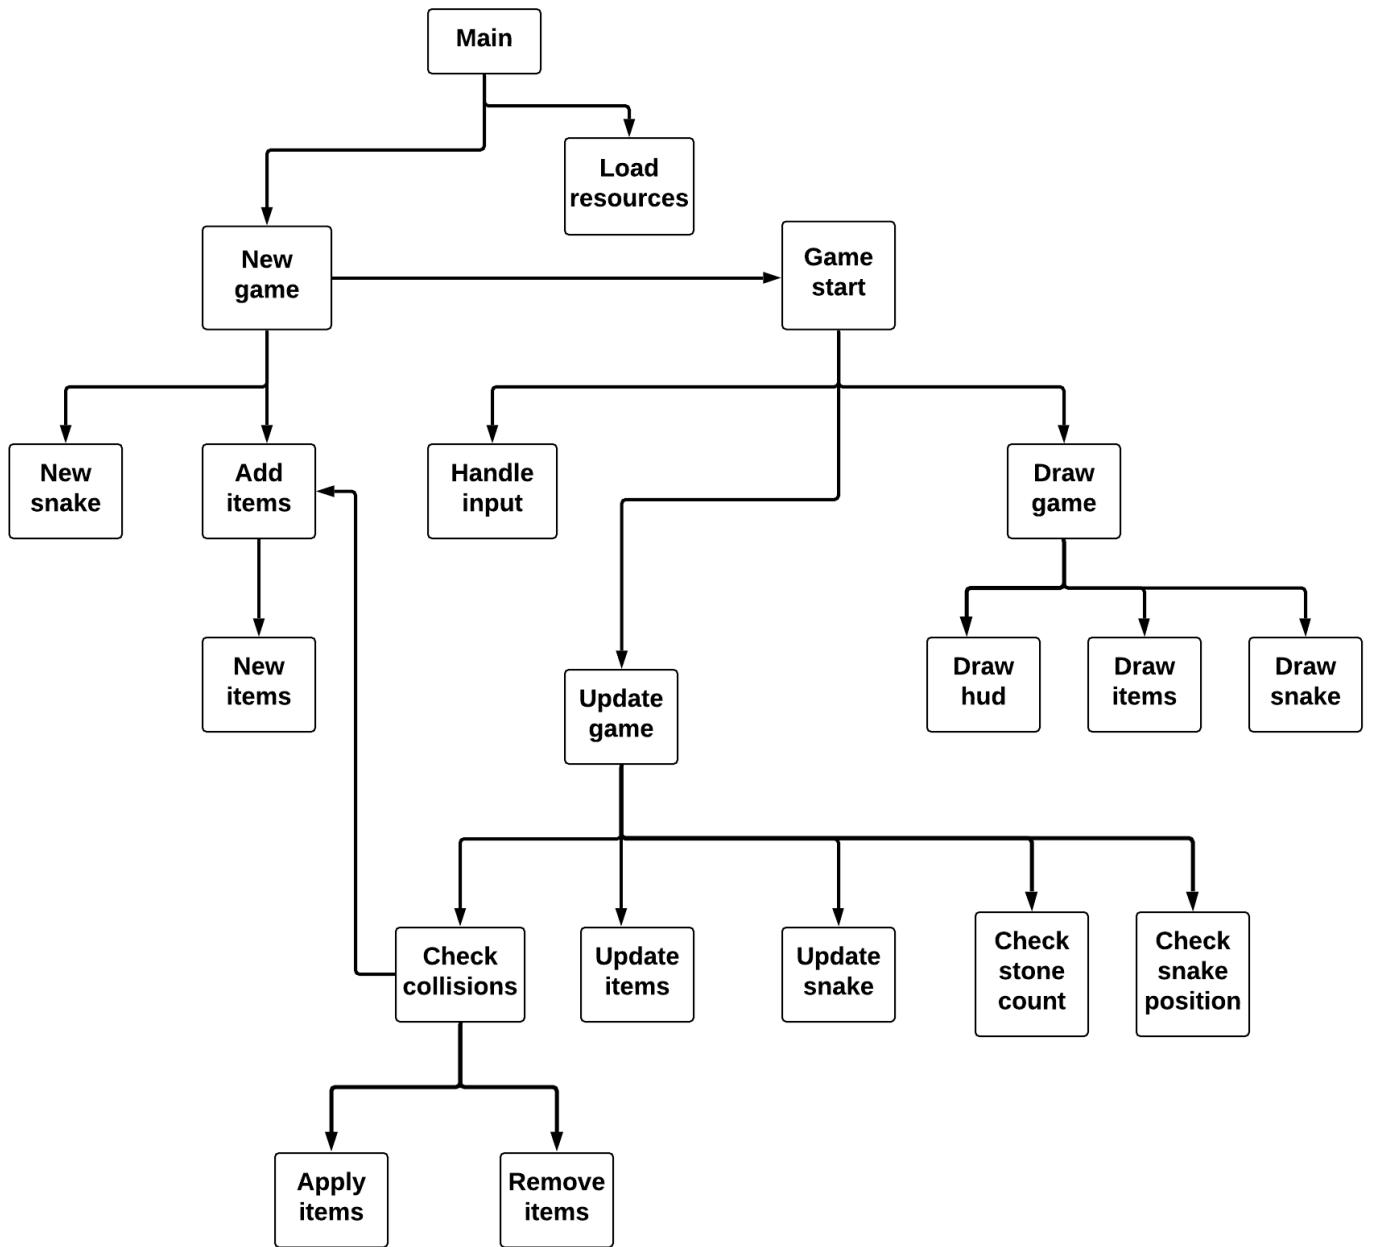 Main
Load
resources
New
game
Game
start
New
snake
Add
items
Handle
input
Draw
game
New
items
Update
game
Draw
hud
Draw
items
Draw
snake
Check
collisions
Update
items
Update
snake
Check
stone
count
Check
snake
position
Apply
items
Remove
items